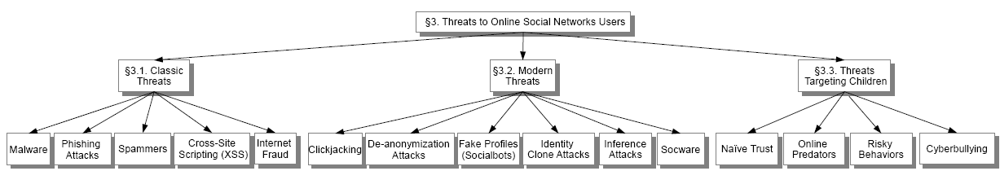 §3. Threats to Online Social Networks Users
§3.1. Classic
Threats
§3.2. Modern
Threats
§3.3. Threats
Targeting Children
Malware
Phishing
Attacks
Spammers
Cross-Site
Scripting (XSS)
Internet
Fraud
Clickjacking
De-anonymization
Attacks
Fake Profiles
(Socialbots)
Identity
Clone Attacks
Inference
Attacks
Socware
Naïve Trust
Online
Predators
Risky
Behaviors
Cyberbullying